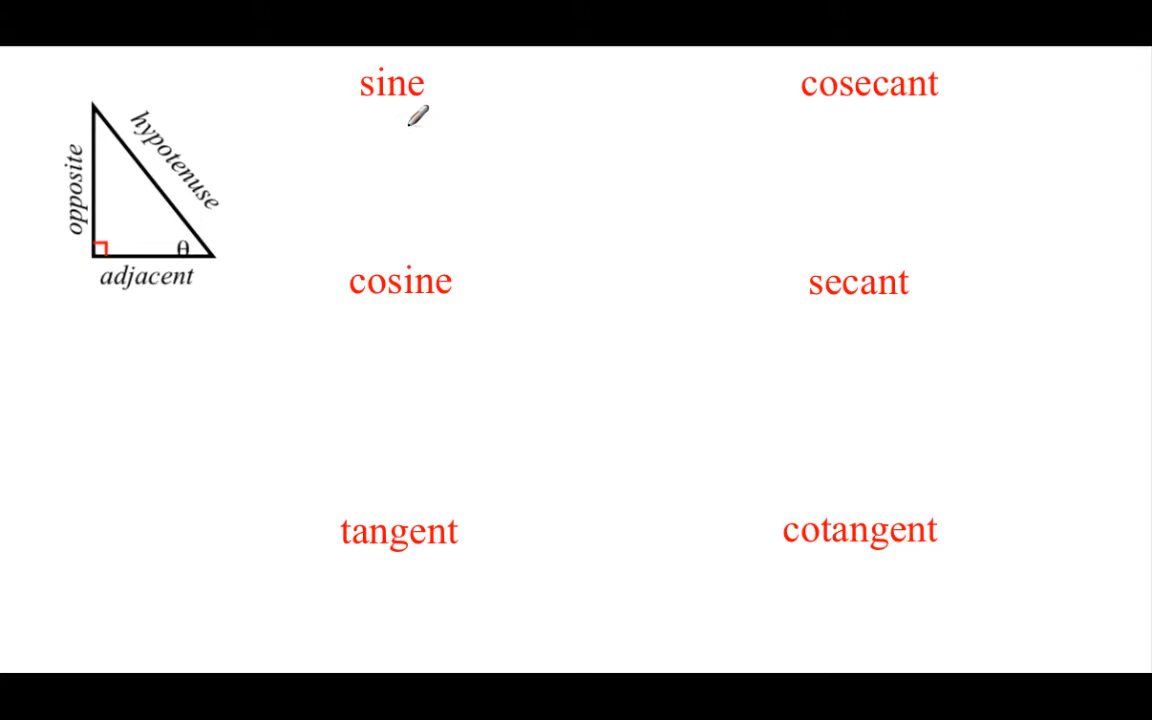 sine
cosecant
hypotenuse
opposite
θ
adjacent
cosine
secant
tangent
cotangent